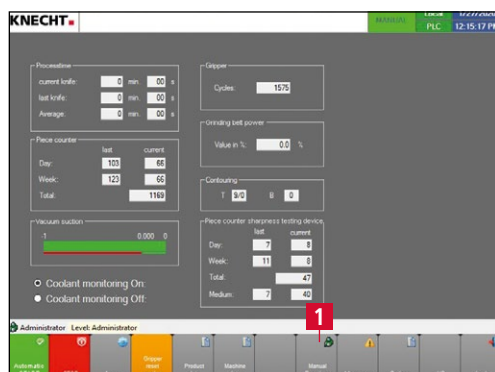 KNECHT
MANUAL
Local
PLC
1/27/2020
12:15:17 PM
Processtime
current knife: 0 min. 00 s
last knife: 0 min. 00 s
Average: 0 min. 00 s
Piece counter
last current
Day: 103 66
Week: 123 66
Total: 1169
Vacuum suction
-1 0.000 0
Coolant monitoring On:
Coolant monitoring Off:
Gripper
Cycles: 1575
Grinding belt power
Value in %: 0.0 %
Contouring
T 9/0 B 0
Piece counter sharpness testing device
last current
Day: 7 8
Week: 11 8
Total: 47
Medium: 7 40
1
Administrator Level: Administrator
Automatic
Gripper
reset
Product
Machine
Manual